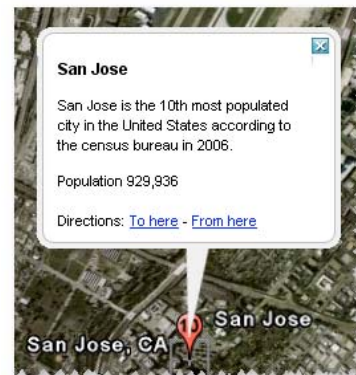 San Jose
San Jose is the 10th most populated
city in the United States according to
the census bureau in 2006.
Population 929,936
Directions: To here - From here
10
San Jose
San Jose, CA